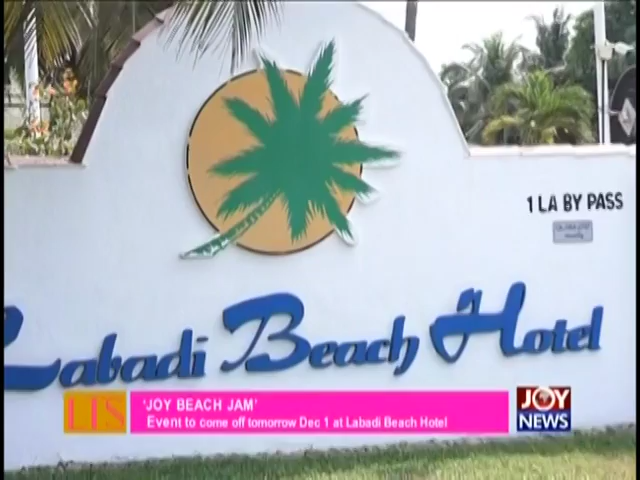 1 LA BY PASS
Labadi Beach Hotel
LIS
'JOY BEACH JAM'
Event to come off tomorrow Dec 1 at Labadi Beach Hotel
JOY
NEWS